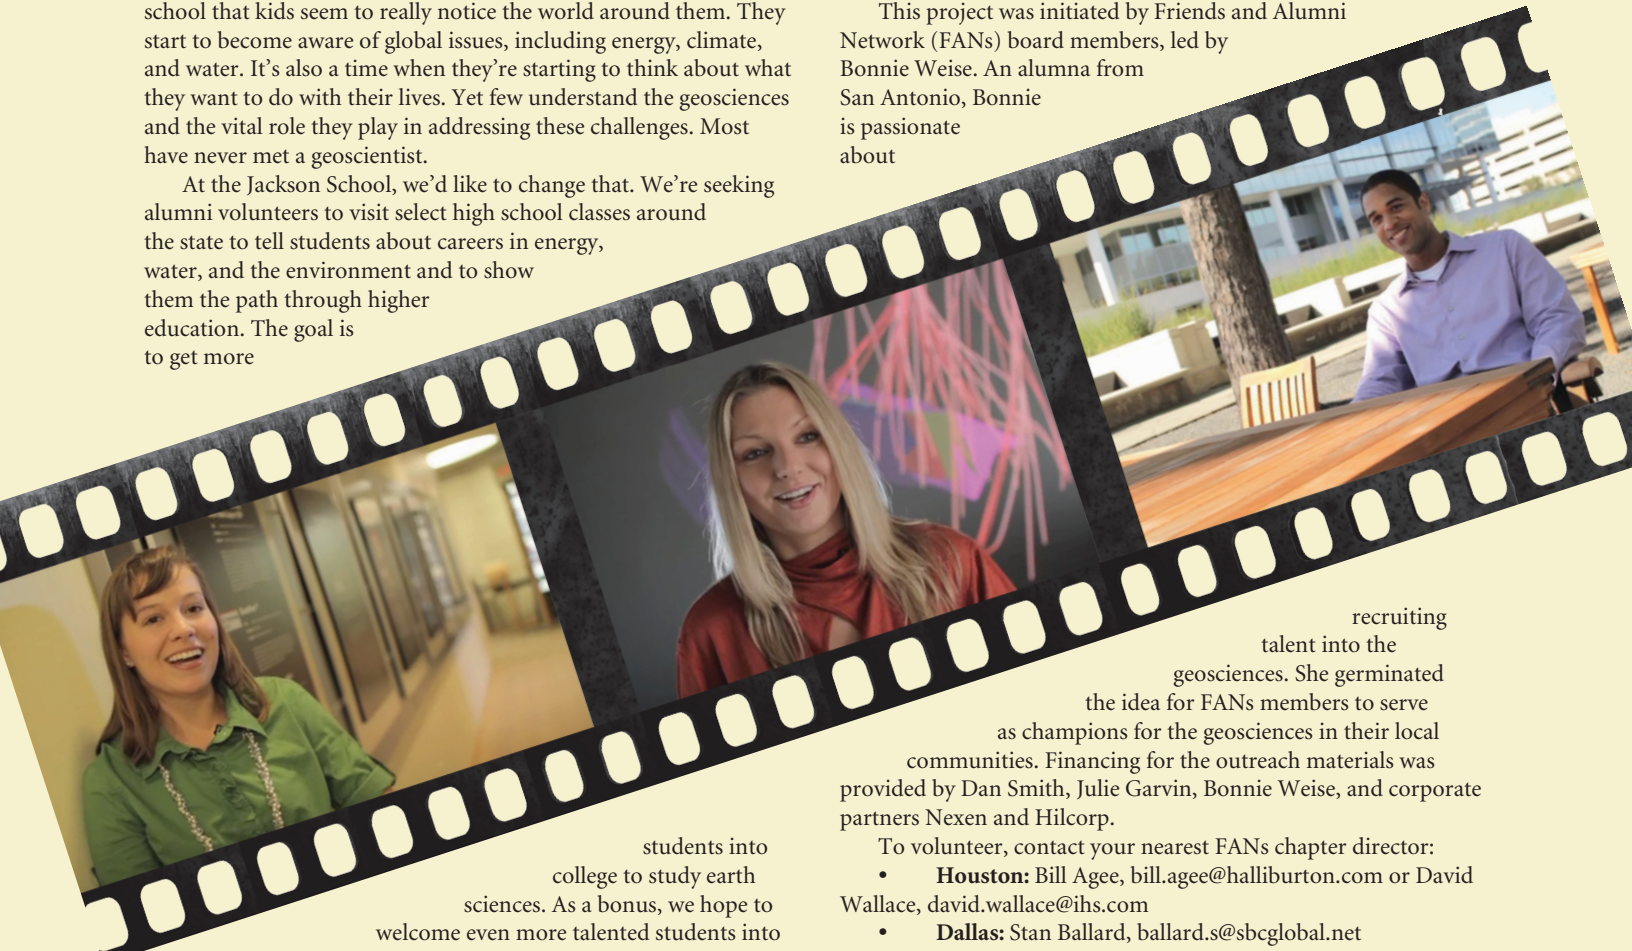 school that kids seem to really notice the world around them. They
start to become aware of global issues, including energy, climate,
and water. It’s also a time when they’re starting to think about what
they want to do with their lives. Yet few understand the geosciences
and the vital role they play in addressing these challenges. Most
have never met a geoscientist.
At the Jackson School, we’d like to change that. We’re seeking
alumni volunteers to visit select high school classes around
the state to tell students about careers in energy,
water, and the environment and to show
them the path through higher
education. The goal is
to get more
students into
college to study earth
sciences. As a bonus, we hope to
welcome even more talented students into
This project was initiated by Friends and Alumni
Network (FANs) board members, led by
Bonnie Weise. An alumna from
San Antonio, Bonnie
is passionate
about
recruiting
talent into the
geosciences. She germinated
the idea for FANs members to serve
as champions for the geosciences in their local
communities. Financing for the outreach materials was
provided by Dan Smith, Julie Garvin, Bonnie Weise, and corporate
partners Nexen and Hilcorp.
To volunteer, contact your nearest FANs chapter director:
• Houston: Bill Agee, bill.agee@halliburton.com or David
Wallace, david.wallace@ihs.com
• Dallas: Stan Ballard, ballard.s@sbcglobal.net